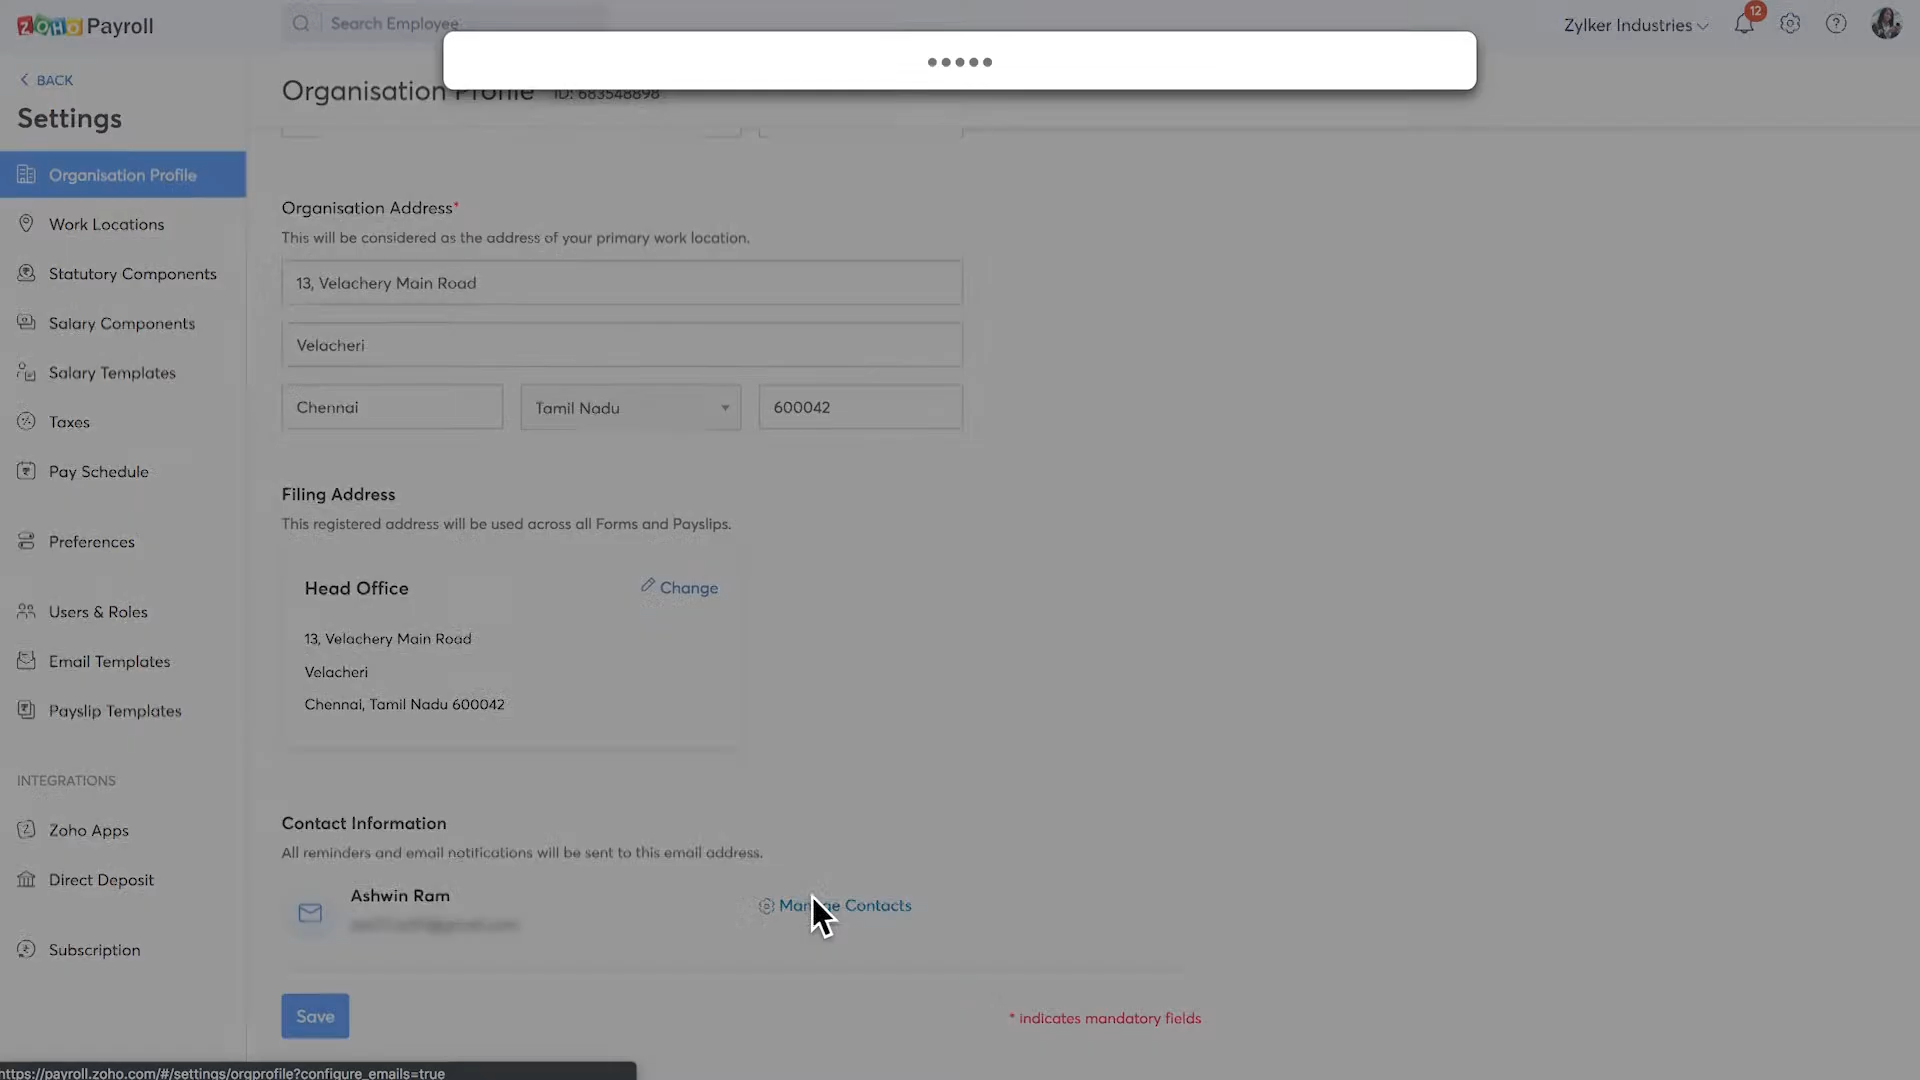 ZOHO Payroll
Search Employee
Zylker Industries
12
BACK
Settings
Organisation Profile ID: 683548898
Organisation Profile
Work Locations
Statutory Components
Salary Components
Salary Templates
Taxes
Pay Schedule
Preferences
Users & Roles
Email Templates
Payslip Templates
INTEGRATIONS
Zoho Apps
Direct Deposit
Subscription
Organisation Address*
This will be considered as the address of your primary work location.
13, Velachery Main Road
Velacheri
Chennai
Tamil Nadu
600042
Filing Address
This registered address will be used across all Forms and Payslips.
Head Office
Change
13, Velachery Main Road
Velacheri
Chennai, Tamil Nadu 600042
Contact Information
All reminders and email notifications will be sent to this email address.
Ashwin Ram
Manage Contacts
Save
* indicates mandatory fields
https://payroll.zoho.com/#/settings/orgprofile?configure_emails=true